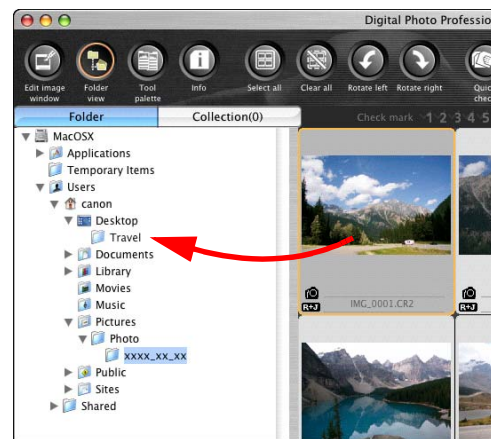 Digital Photo Professio
Edit image
window
Folder
view
Tool
palette
Info
Select all
Clear all
Rotate left
Rotate right
Quic
chec
Folder
Collection(0)
Check mark 1 2 3 4 5
MacOSX
Applications
Temporary Items
Users
canon
Desktop
Travel
Documents
Library
Movies
Music
Pictures
Photo
xxxx_xx_xx
Public
Sites
Shared
R+J
IMG_0001.CR2
R+J